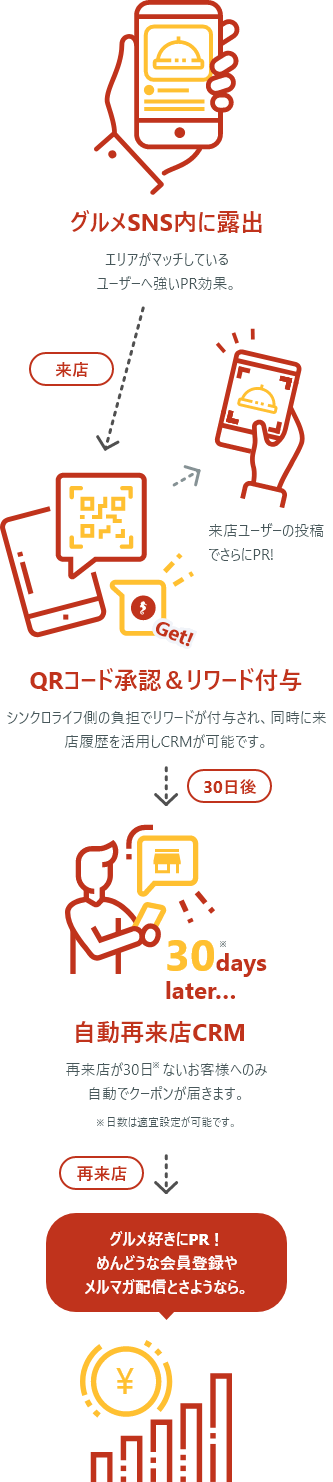 グルメSNS内に露出
エリアがマッチしている
ユーザーへ強いPR効果。
来店
来店ユーザーの投稿
でさらにPR!
Get!
QRコード承認＆リワード付与
シンクロライフ側の負担でリワードが付与され、同時に来
店履歴を活用しCRMが可能です。
30日後
30※days
later...
自動再来店CRM
再来店が30日※ないお客様へのみ
自動でクーポンが届きます。
※日数は適宜設定が可能です。
再来店
グルメ好きにPR！
めんどうな会員登録や
メルマガ配信とさようなら。
¥